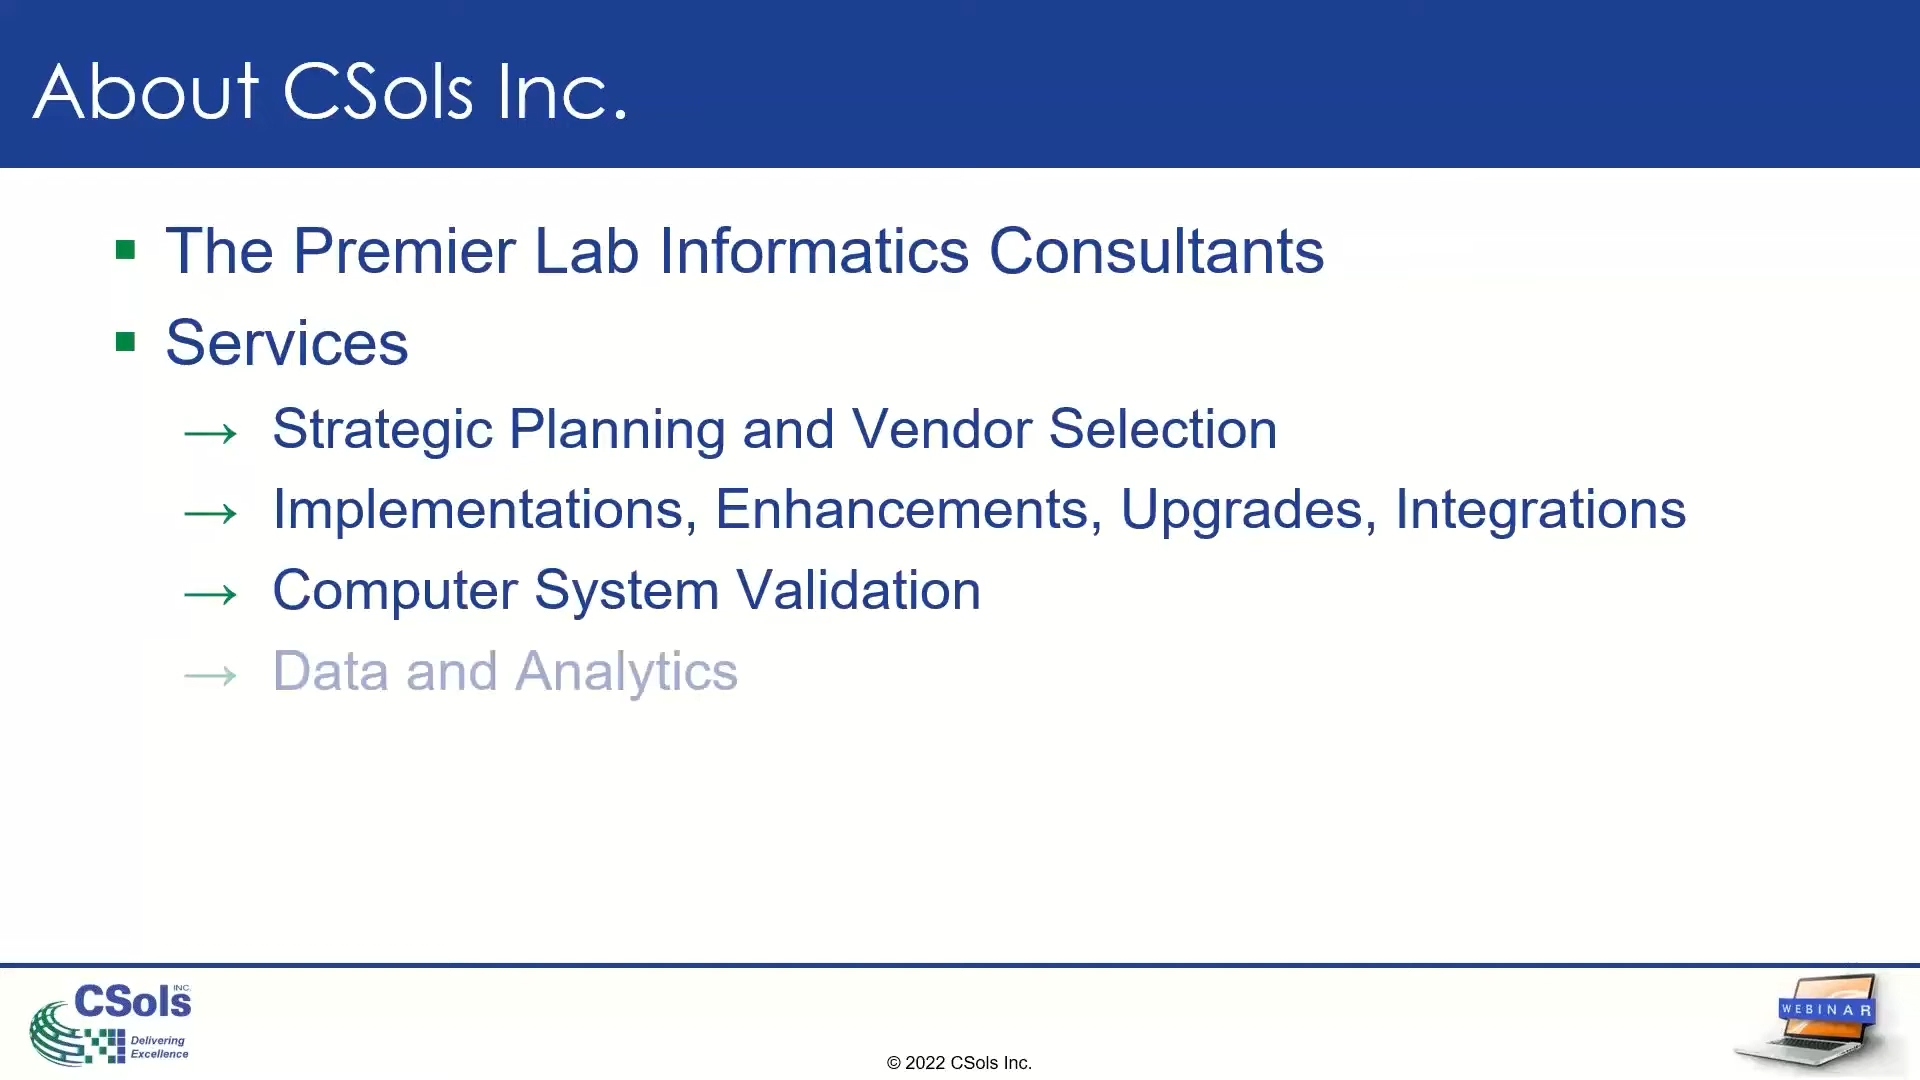 About CSols Inc.
The Premier Lab Informatics Consultants
Services
→ Strategic Planning and Vendor Selection
→ Implementations, Enhancements, Upgrades, Integrations
→ Computer System Validation
→ Data and Analytics
CSols INC.
Delivering
Excellence
© 2022 CSols Inc.
WEBINAR